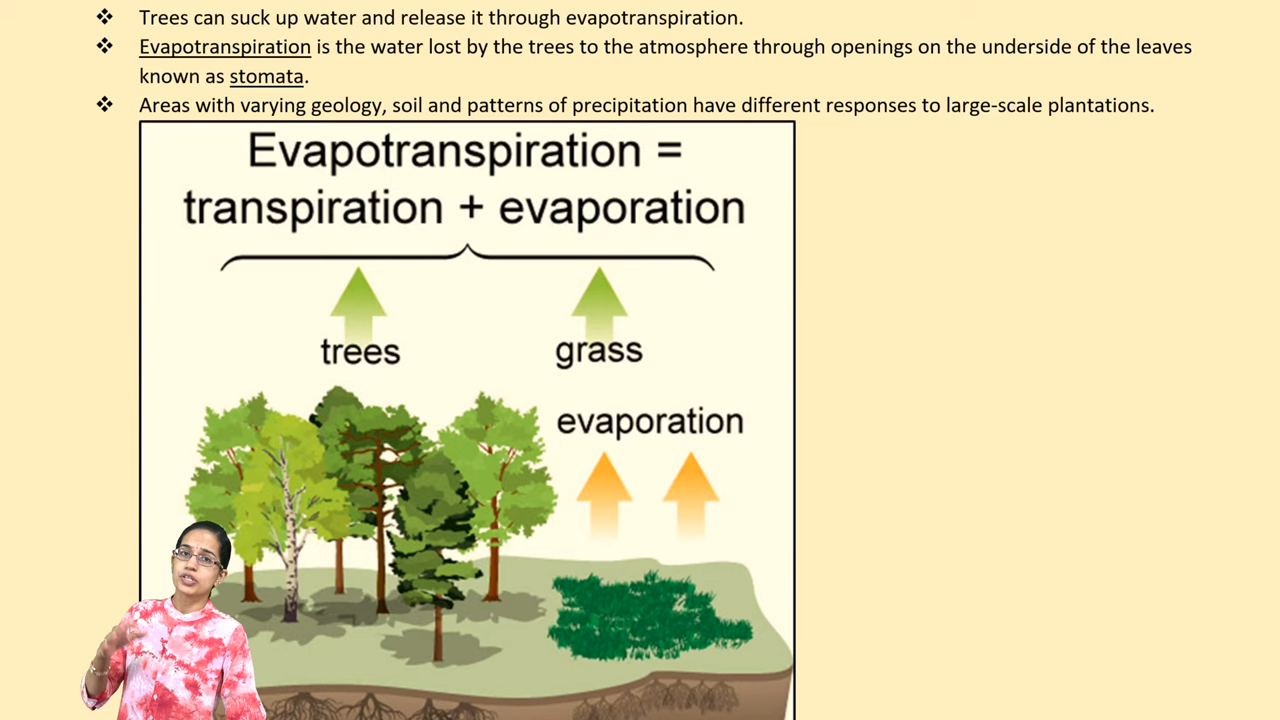 ❖ Trees can suck up water and release it through evapotranspiration.
❖ Evapotranspiration is the water lost by the trees to the atmosphere through openings on the underside of the leaves
known as stomata.
❖ Areas with varying geology, soil and patterns of precipitation have different responses to large-scale plantations.
Evapotranspiration =
transpiration + evaporation
trees
grass
evaporation